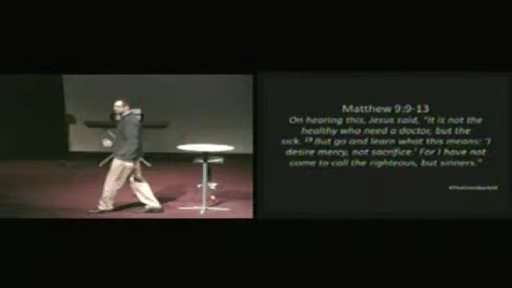 Matthew 9:9-13
On hearing this, Jesus said, "It is not the
healthy who need a doctor, but the
sick. 13 But go and learn what this means: 'I
desire mercy, not sacrifice.' For I have not
come to call the righteous, but sinners."